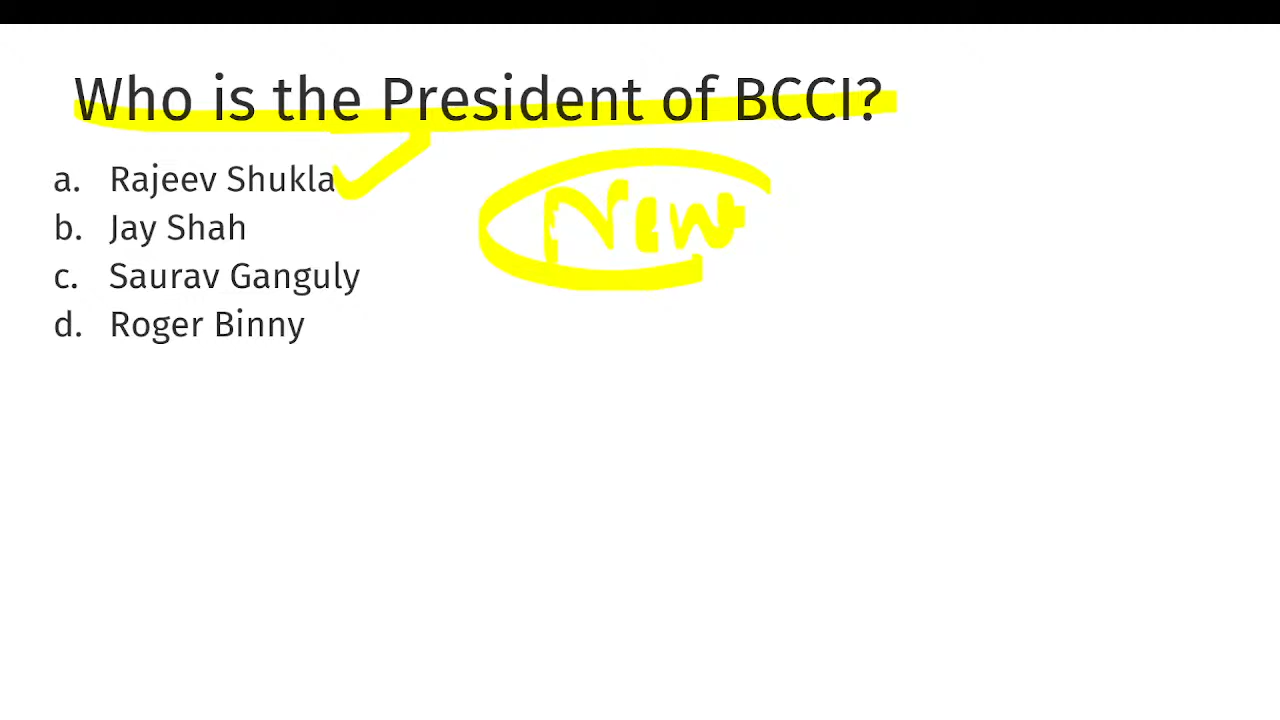 Who is the President of BCCI?
a. Rajeev Shukla
b. Jay Shah
c. Saurav Ganguly
d. Roger Binny
New